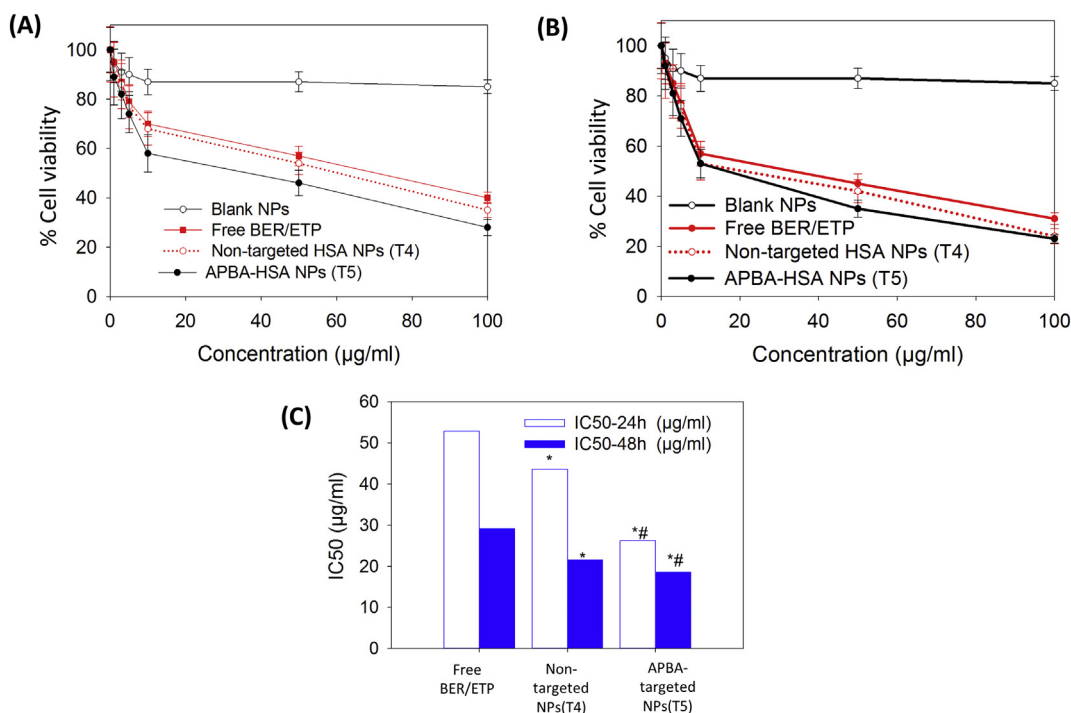 (A)
100
80
60
40
20
0
% Cell viability
Blank NPs
Free BER/ETP
Non-targeted HSA NPs (T4)
APBA-HSA NPs (T5)
0 20 40 60 80 100
Concentration (µg/ml)
(B)
100
80
60
40
20
0
% Cell viability
Blank NPs
Free BER/ETP
Non-targeted HSA NPs (T4)
APBA-HSA NPs (T5)
0 20 40 60 80 100
Concentration (µg/ml)
(C)
60
50
40
30
20
10
0
IC50 (µg/ml)
IC50-24h (µg/ml)
IC50-48h (µg/ml)
*
*
*#
*#
Free
BER/ETP
Non-
targeted
NPs(T4)
APBA-
targeted
NPs(T5)